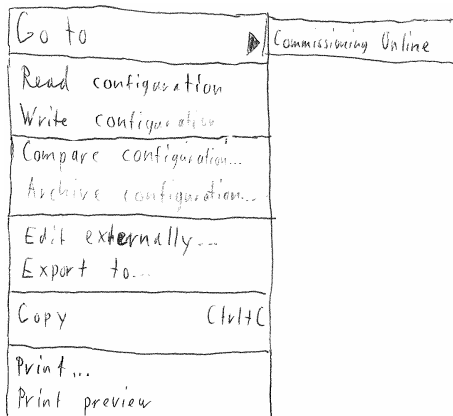 Go to
Commissioning Online
Read configuration
Write configuration
Compare configuration...
Archive configuration...
Edit externally...
Export to...
Copy Ctrl+C
Print...
Print preview